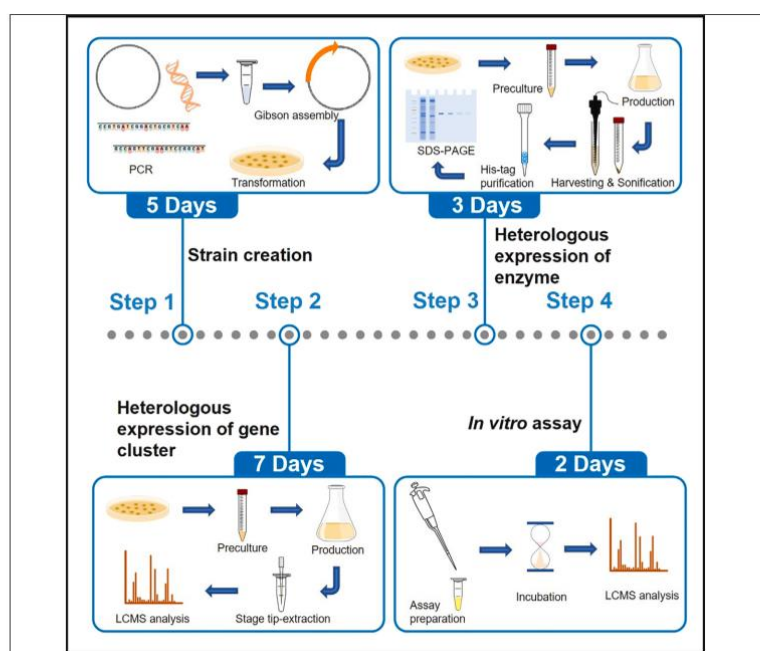 Gibson assembly
PCR
Transformation
5 Days
Strain creation
Step 1
Preculture
Production
SDS-PAGE
His-tag
purification
Harvesting & Sonification
3 Days
Heterologous
expression of
enzyme
Step 2
Step 3
Step 4
Heterologous
expression of gene
cluster
7 Days
Preculture
Production
LCMS analysis
Stage tip-extraction
In vitro assay
2 Days
Assay
preparation
Incubation
LCMS analysis